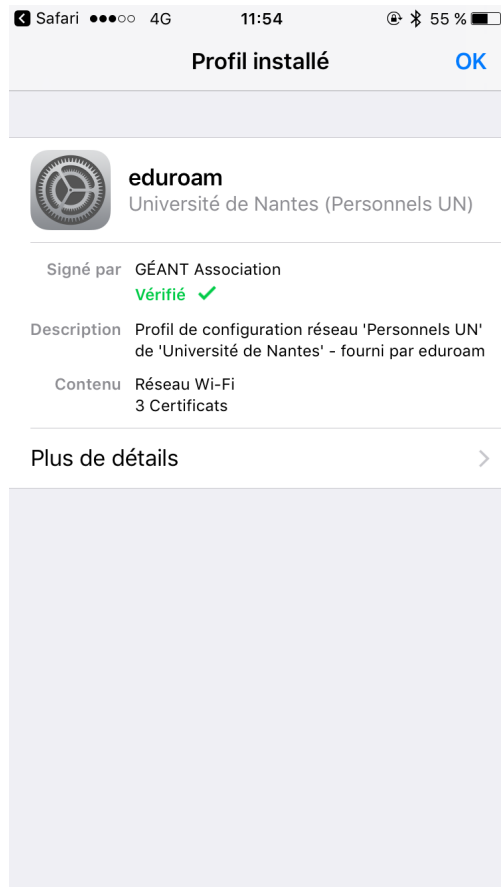 Safari 4G 11:54 55 %
Profil installé OK
eduroam
Université de Nantes (Personnels UN)
Signé par GÉANT Association
Vérifié
Description Profil de configuration réseau 'Personnels UN'
de 'Université de Nantes' - fourni par eduroam
Contenu Réseau Wi-Fi
3 Certificats
Plus de détails